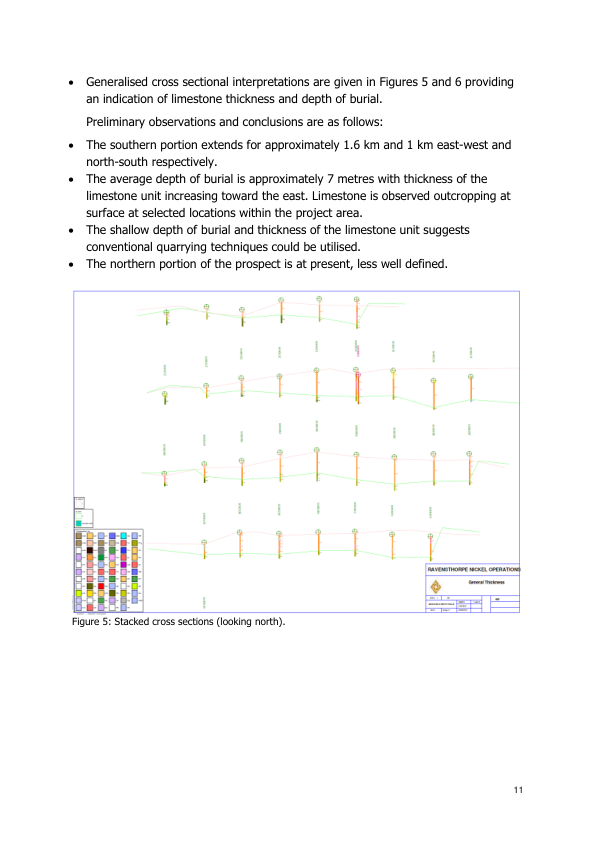 • Generalised cross sectional interpretations are given in Figures 5 and 6 providing
an indication of limestone thickness and depth of burial.
Preliminary observations and conclusions are as follows:
• The southern portion extends for approximately 1.6 km and 1 km east-west and
north-south respectively.
• The average depth of burial is approximately 7 metres with thickness of the
limestone unit increasing toward the east. Limestone is observed outcropping at
surface at selected locations within the project area.
• The shallow depth of burial and thickness of the limestone unit suggests
conventional quarrying techniques could be utilised.
• The northern portion of the prospect is at present, less well defined.
RAVENSTHORPE NICKEL OPERATIONS
General Thickness
Figure 5: Stacked cross sections (looking north).
11